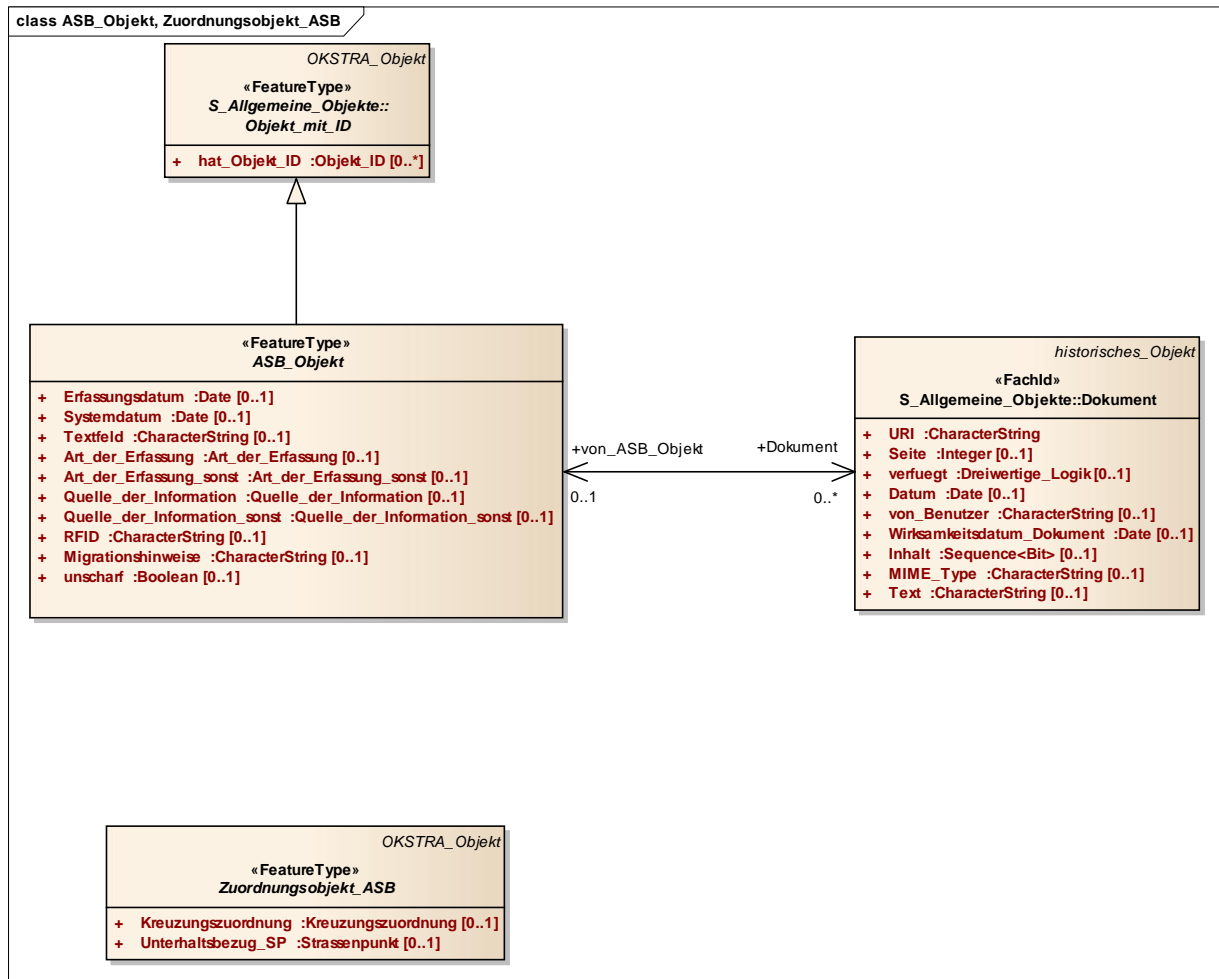 class ASB_Objekt, Zuordnungsobjekt_ASB
OKSTRA_Objekt
«FeatureType»
S_Allgemeine_Objekte::
Objekt_mit_ID
+ hat_Objekt_ID :Objekt_ID [0..*]
«FeatureType»
ASB_Objekt
+ Erfassungsdatum :Date [0..1]
+ Systemdatum :Date [0..1]
+ Textfeld :CharacterString [0..1]
+ Art_der_Erfassung :Art_der_Erfassung [0..1]
+ Art_der_Erfassung_sonst :Art_der_Erfassung_sonst [0..1]
+ Quelle_der_Information :Quelle_der_Information [0..1]
+ Quelle_der_Information_sonst :Quelle_der_Information_sonst [0..1]
+ RFID :CharacterString [0..1]
+ Migrationshinweise :CharacterString [0..1]
+ unscharf :Boolean [0..1]
+von_ASB_Objekt
0..1
+Dokument
0..*
historisches_Objekt
«FachId»
S_Allgemeine_Objekte::Dokument
+ URI :CharacterString
+ Seite :Integer [0..1]
+ verfuegt :Dreiwertige_Logik [0..1]
+ Datum :Date [0..1]
+ von_Benutzer :CharacterString [0..1]
+ Wirksamkeitsdatum_Dokument :Date [0..1]
+ Inhalt :Sequence<Bit> [0..1]
+ MIME_Type :CharacterString [0..1]
+ Text :CharacterString [0..1]
OKSTRA_Objekt
«FeatureType»
Zuordnungsobjekt_ASB
+ Kreuzungszuordnung :Kreuzungszuordnung [0..1]
+ Unterhaltsbezug_SP :Strassenpunkt [0..1]